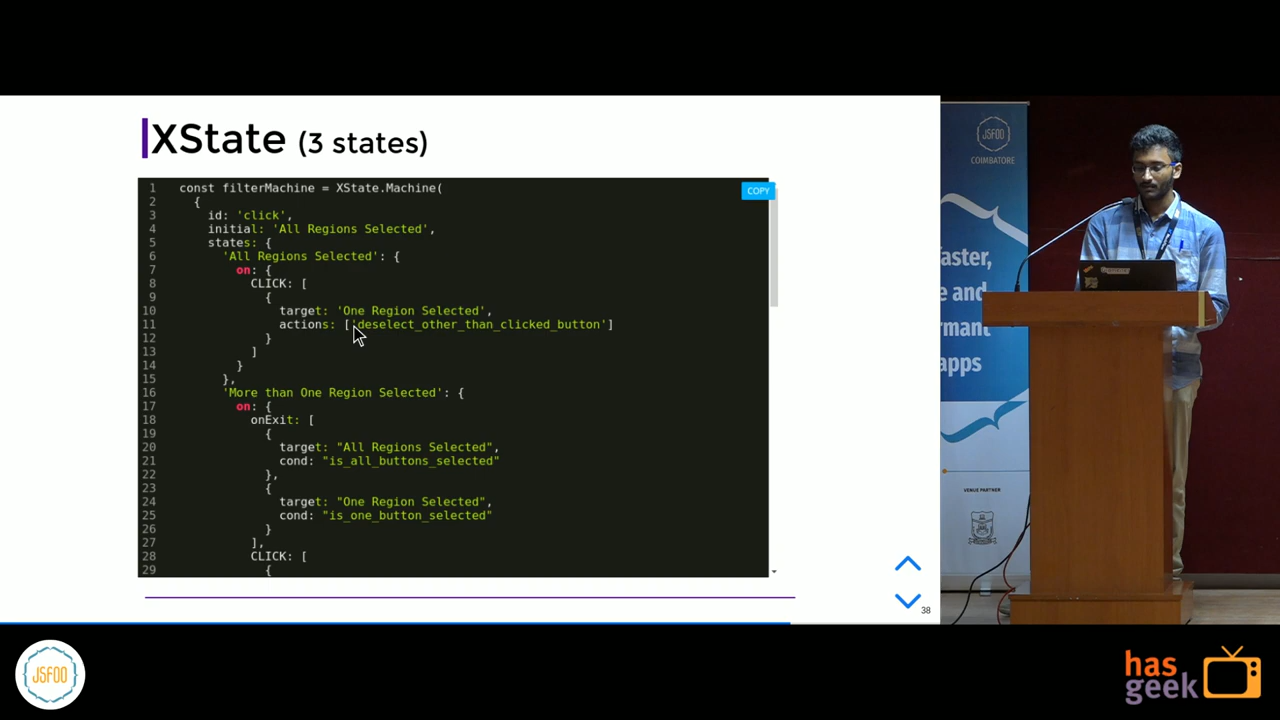 XState (3 states)
COPY
1 const filterMachine = XState.Machine(
2 {
3 id: 'click',
4 initial: 'All Regions Selected',
5 states: {
6 'All Regions Selected': {
7 on: {
8 CLICK: [
9 {
10 target: 'One Region Selected',
11 actions: ['deselect_other_than_clicked_button']
12 }
13 ]
14 }
15 },
16 'More than One Region Selected': {
17 on: {
18 onExit: [
19 {
20 target: "All Regions Selected",
21 cond: "is_all_buttons_selected"
22 },
23 {
24 target: "One Region Selected",
25 cond: "is_one_button_selected"
26 }
27 ],
28 CLICK: [
29 {
38
JSFOO
COIMBATORE
aster,
e and
rmant
apps
VENUE PARTNER
JSFOO
has
geek